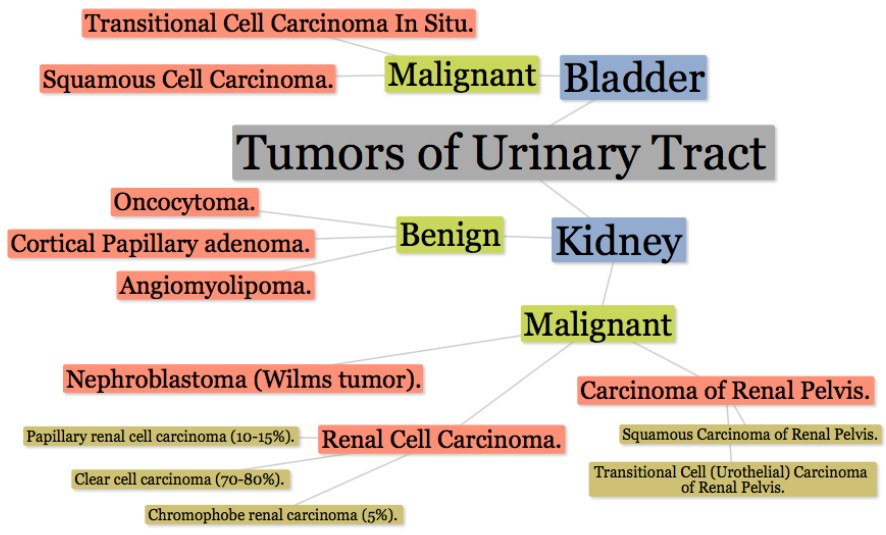 Transitional Cell Carcinoma In Situ.
Squamous Cell Carcinoma.
Malignant
Bladder
Tumors of Urinary Tract
Oncocytoma.
Cortical Papillary adenoma.
Angiomyolipoma.
Benign
Kidney
Malignant
Nephroblastoma (Wilms tumor).
Carcinoma of Renal Pelvis.
Papillary renal cell carcinoma (10-15%).
Renal Cell Carcinoma.
Squamous Carcinoma of Renal Pelvis.
Clear cell carcinoma (70-80%).
Transitional Cell (Urothelial) Carcinoma
of Renal Pelvis.
Chromophobe renal carcinoma (5%).